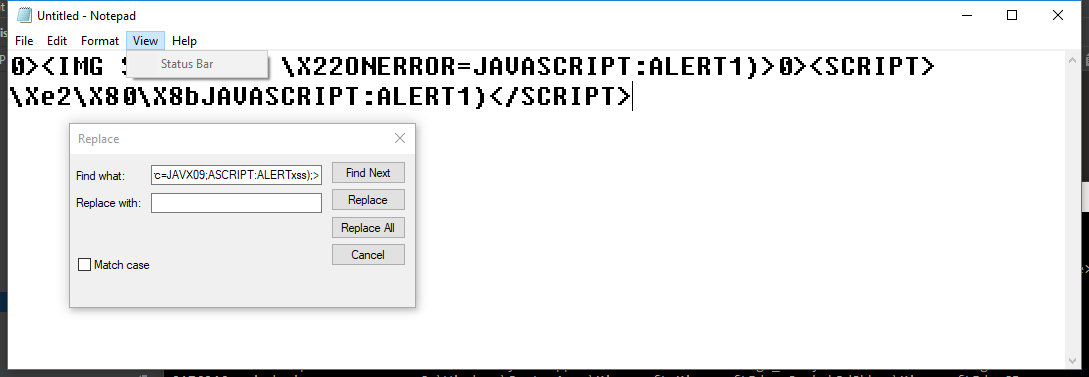 Untitled - Notepad
File Edit Format View Help
Status Bar
0><IMG \X22ONERROR=JAVASCRIPT:ALERT1)>0><SCRIPT>
\Xe2\X80\X8bJAVASCRIPT:ALERT1)</SCRIPT>
Replace
Find what: c=JAVX09;ASCRIPT:ALERTxss);> Find Next
Replace with: Replace
Replace All
Match case
Cancel